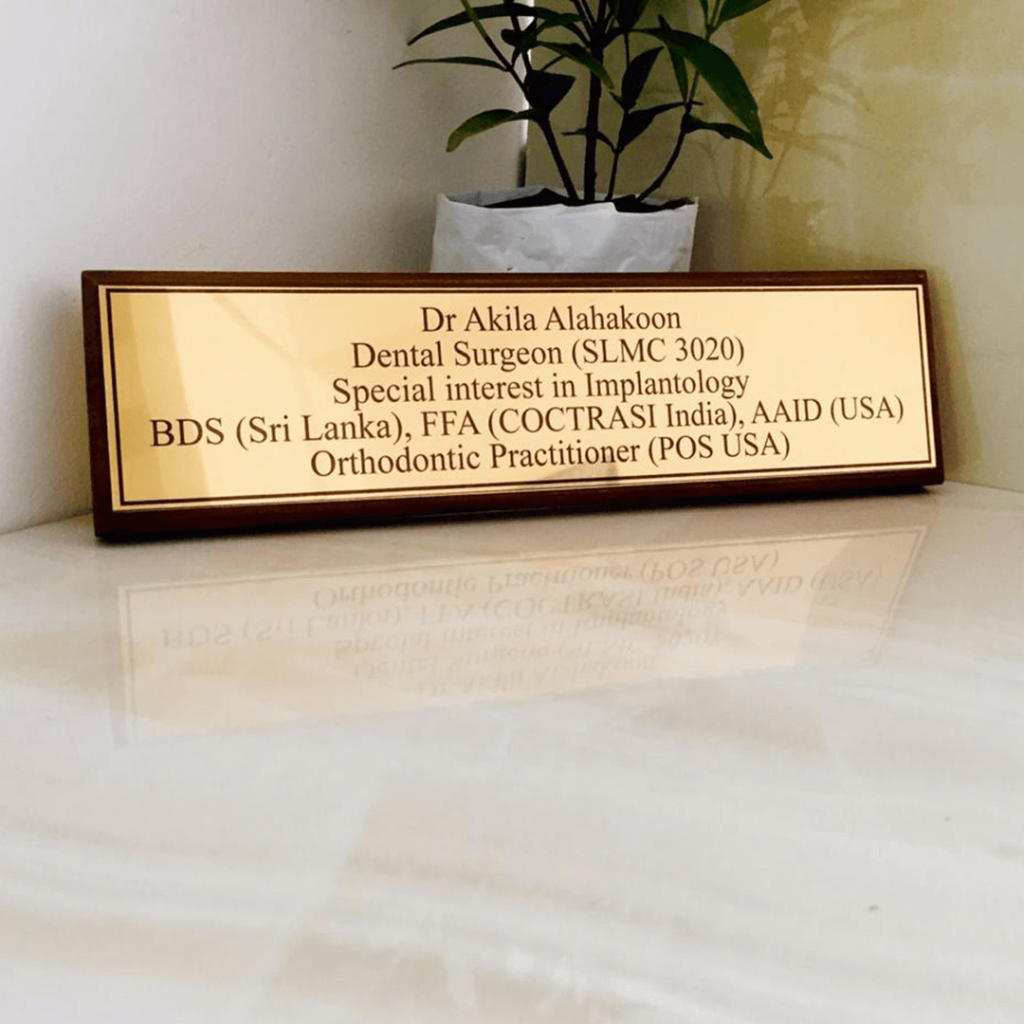 Dr Akila Alahakoon
Dental Surgeon (SLMC 3020)
Special interest in Implantology
BDS (Sri Lanka), FFA (COCTRASI India), AAID (USA)
Orthodontic Practitioner (POS USA)